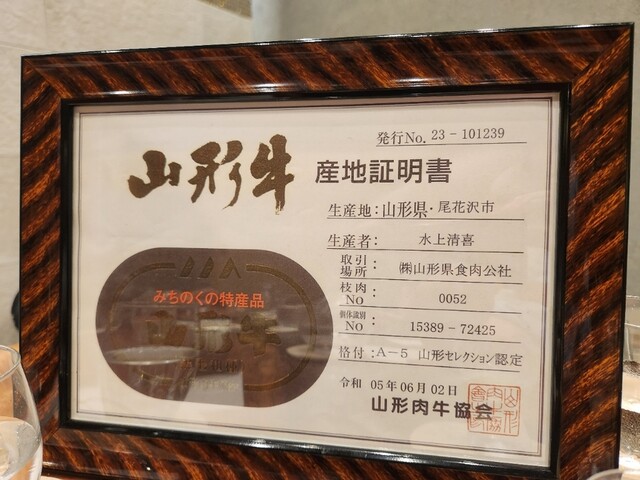 発行No. 23-101239
山形牛 産地証明書
生産地: 山形県・尾花沢市
生産者: 水上清喜
取引場所: ㈱山形県食肉公社
枝肉No 0052
個体識別No 15389-72425
格付: A-5 山形セレクション認定
令和 05年06月02日
山形肉牛協会
みちのくの特産品
山形牛